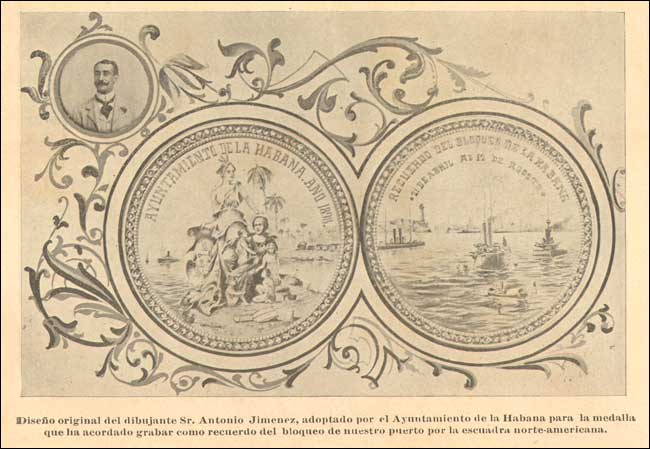 AYUNTAMIENTO DE LA HABANA. AÑO 1898
RECUERDO DEL BLOQUEO DE LA HABANA
ABRIL AL 12 DE AGOSTO
Diseño original del dibujante Sr. Antonio Jimenez, adoptado por el Ayuntamiento de la Habana para la medalla
que ha acordado grabar como recuerdo del bloqueo de nuestro puerto por la escuadra norte-americana.